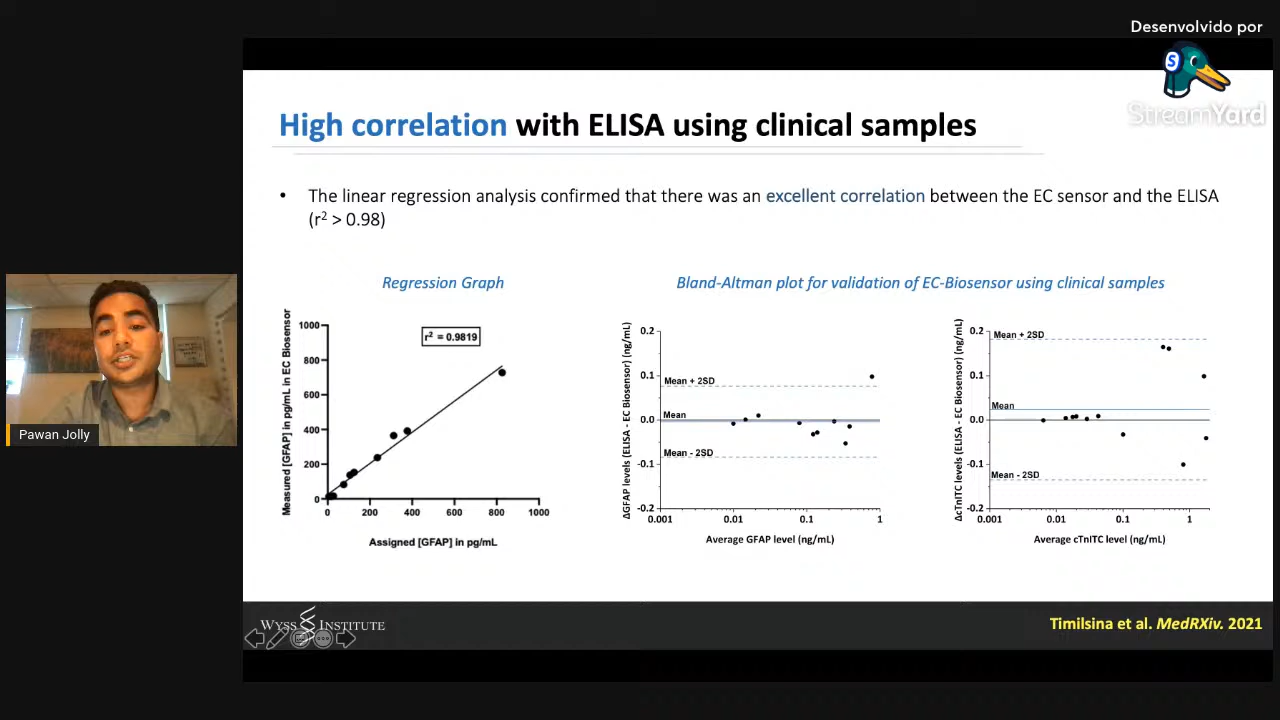 Desenvolvido por
S
StreamYard
High correlation with ELISA using clinical samples
• The linear regression analysis confirmed that there was an excellent correlation between the EC sensor and the ELISA
(r² > 0.98)
Regression Graph
Bland-Altman plot for validation of EC-Biosensor using clinical samples
Measured [GFAP] in pg/mL in EC Biosensor
1000
800
600
400
200
0
r² = 0.9819
0 200 400 600 800 1000
Assigned [GFAP] in pg/mL
ΔGFAP levels (ELISA - EC Biosensor) (ng/mL)
0.2
0.1
0.0
-0.1
-0.2
Mean + 2SD
Mean
Mean - 2SD
0.001 0.01 0.1 1
Average GFAP level (ng/mL)
ΔcTnITC levels (ELISA - EC Biosensor) (ng/mL)
0.2
0.1
0.0
-0.1
-0.2
Mean + 2SD
Mean
Mean - 2SD
0.001 0.01 0.1 1
Average cTnITC level (ng/mL)
Pawan Jolly
WYSS INSTITUTE
Timilsina et al. MedRXiv. 2021